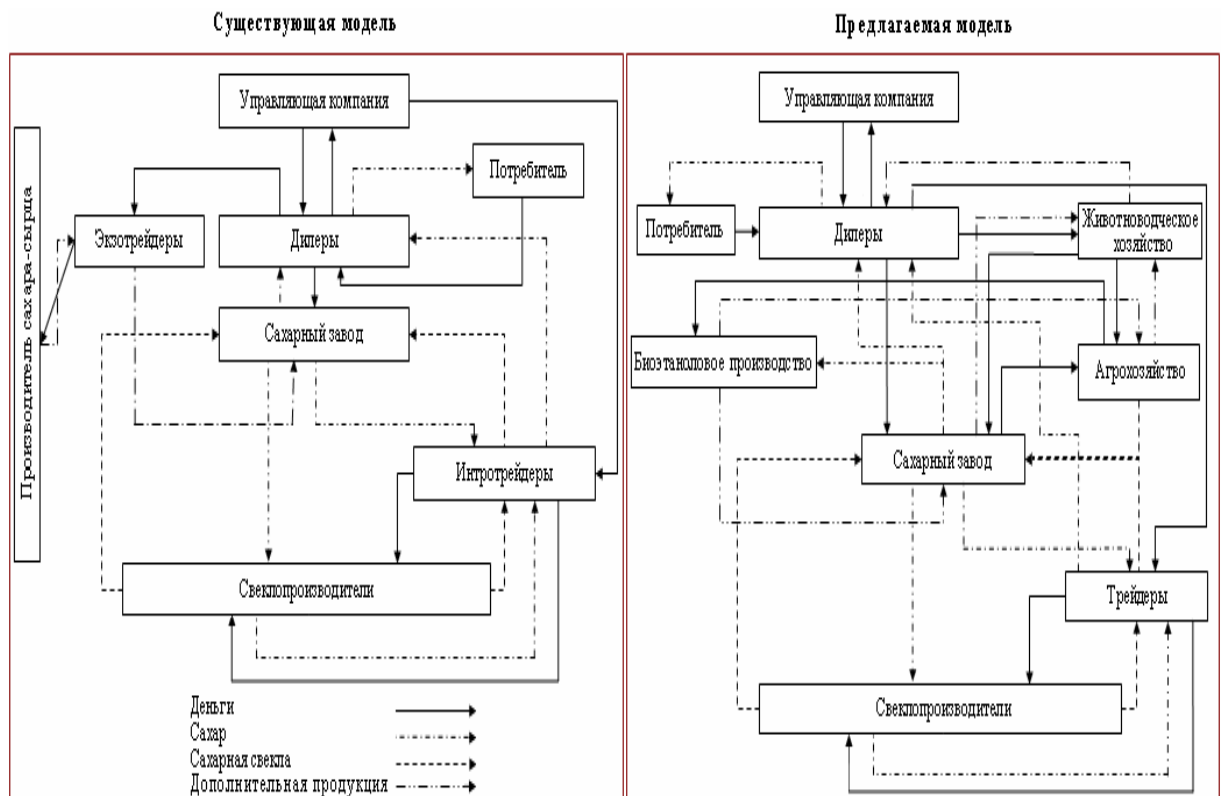 Существующая модель
Управляющая компания
Потребитель
Экзотрейдеры
Дилеры
Производитель сахара-сырца
Сахарный завод
Интротрейдеры
Свеклопроизводители
Деньги
Сахар
Сахарная свекла
Дополнительная продукция
Предлагаемая модель
Управляющая компания
Потребитель
Дилеры
Животноводческое
хозяйство
Биоэтаноловое производство
Агрохозяйство
Сахарный завод
Трейдеры
Свеклопроизводители